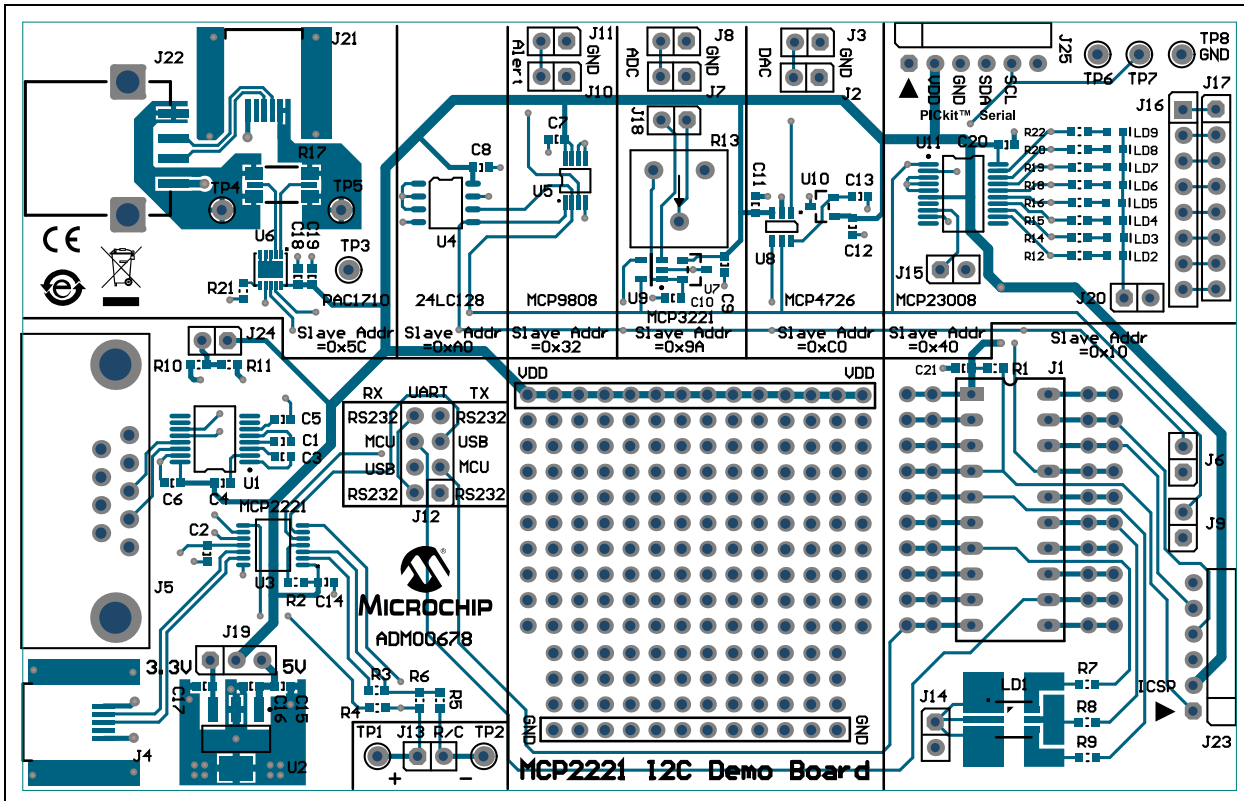 J22
J21
J11
Alert
GND
J10
J8
ADC
GND
J7
J3
DAC
GND
J2
J25
VDD
GND
SDA
SCL
PICkit™ Serial
TP6
TP7
TP8
GND
J17
J16
R17
TP4
TP5
U6
C18
C19
TP3
R21
PAC1710
Slave Addr
=0x5C
C8
U4
24LC128
Slave Addr
=0xA0
C7
U5
MCP9808
Slave Addr
=0x32
J18
R13
U9
U7
C10
C9
MCP3221
Slave Addr
=0x9A
C11
U10
C13
C12
U8
MCP4726
Slave Addr
=0xC0
U11
C20
J15
MCP23008
Slave Addr
=0x40
R22
LD9
R20
LD8
R19
LD7
R18
LD6
R16
LD5
R15
LD4
R14
LD3
R12
LD2
J20
Slave Addr
=0x10
CE
e
J24
R10
R11
C5
C1
C3
U1
C6
C4
MCP2221
C2
U3
R2
C14
J5
RX
UART
TX
RS232
RS232
MCU
USB
USB
MCU
RS232
RS232
J12
MICROCHIP
ADM00678
VDD
VDD
GND
GND
C21
R1
J1
J6
J9
J19
3.3V
5V
C17
C16
C15
U2
J4
R3
R4
R6
R5
TP1
J13
R/C
TP2
+
–
J14
LD1
R7
R8
R9
ICSP
J23
MCP2221 I2C Demo Board